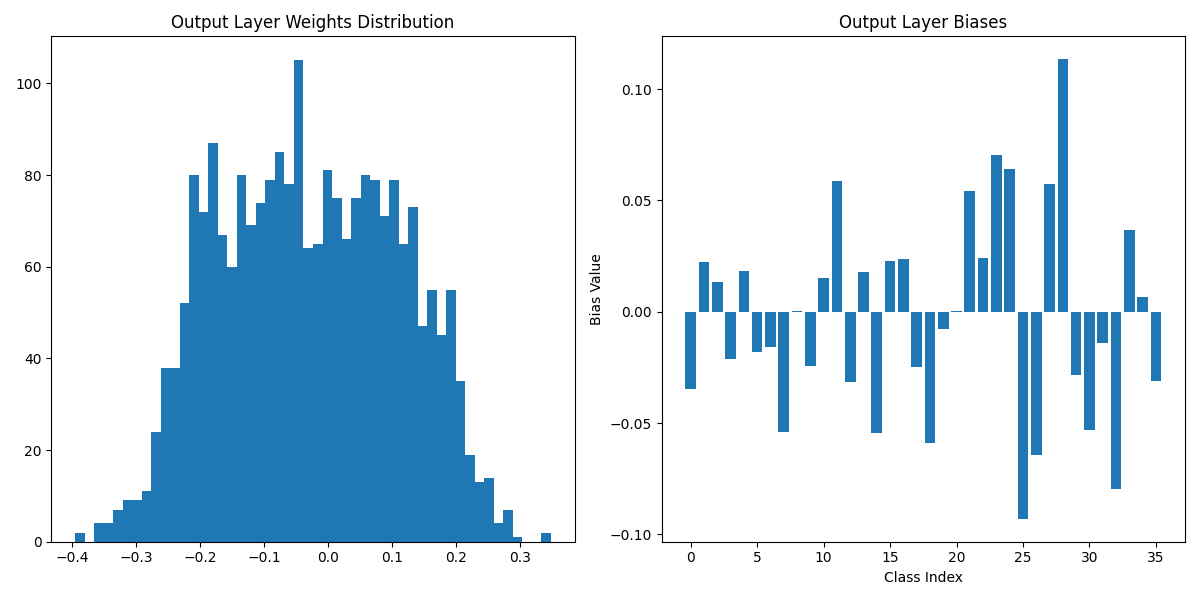 Output Layer Weights Distribution
100
80
60
40
20
0
−0.4 −0.3 −0.2 −0.1 0.0 0.1 0.2 0.3
Output Layer Biases
Bias Value
0.10
0.05
0.00
−0.05
−0.10
0 5 10 15 20 25 30 35
Class Index